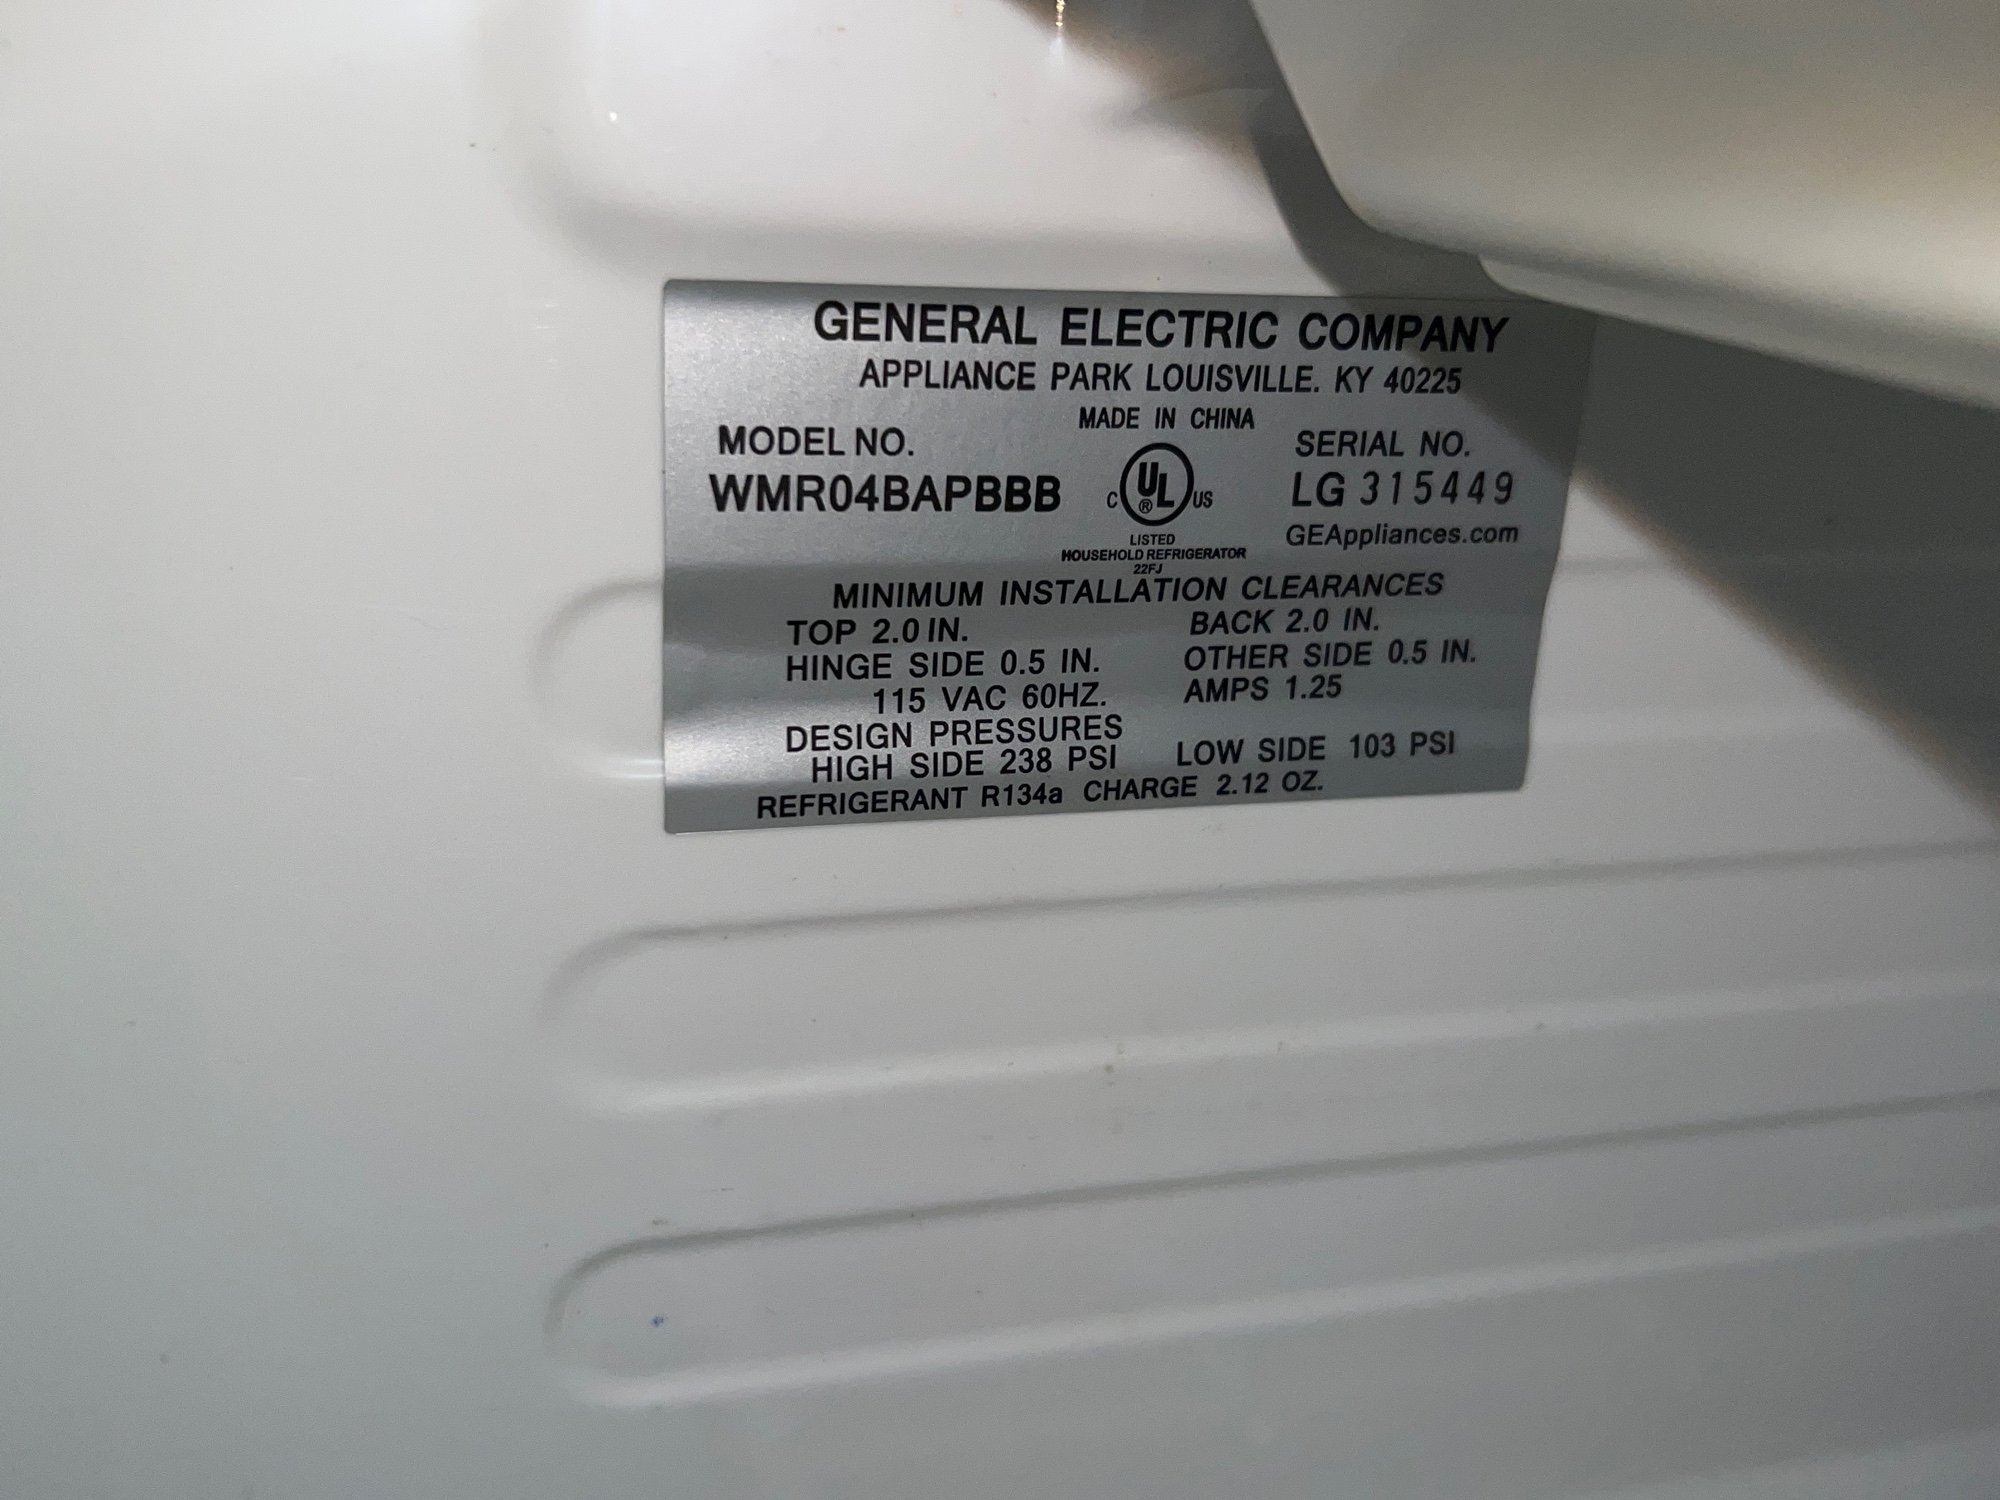 GENERAL ELECTRIC COMPANY
APPLIANCE PARK LOUISVILLE. KY 40225
MADE IN CHINA
MODEL NO.
WMR04BAPBBB
C UL ® US
LISTED
HOUSEHOLD REFRIGERATOR
22FJ
SERIAL NO.
LG 315449
GEAppliances.com
MINIMUM INSTALLATION CLEARANCES
TOP 2.0 IN. BACK 2.0 IN.
HINGE SIDE 0.5 IN. OTHER SIDE 0.5 IN.
115 VAC 60HZ. AMPS 1.25
DESIGN PRESSURES
HIGH SIDE 238 PSI LOW SIDE 103 PSI
REFRIGERANT R134a CHARGE 2.12 OZ.